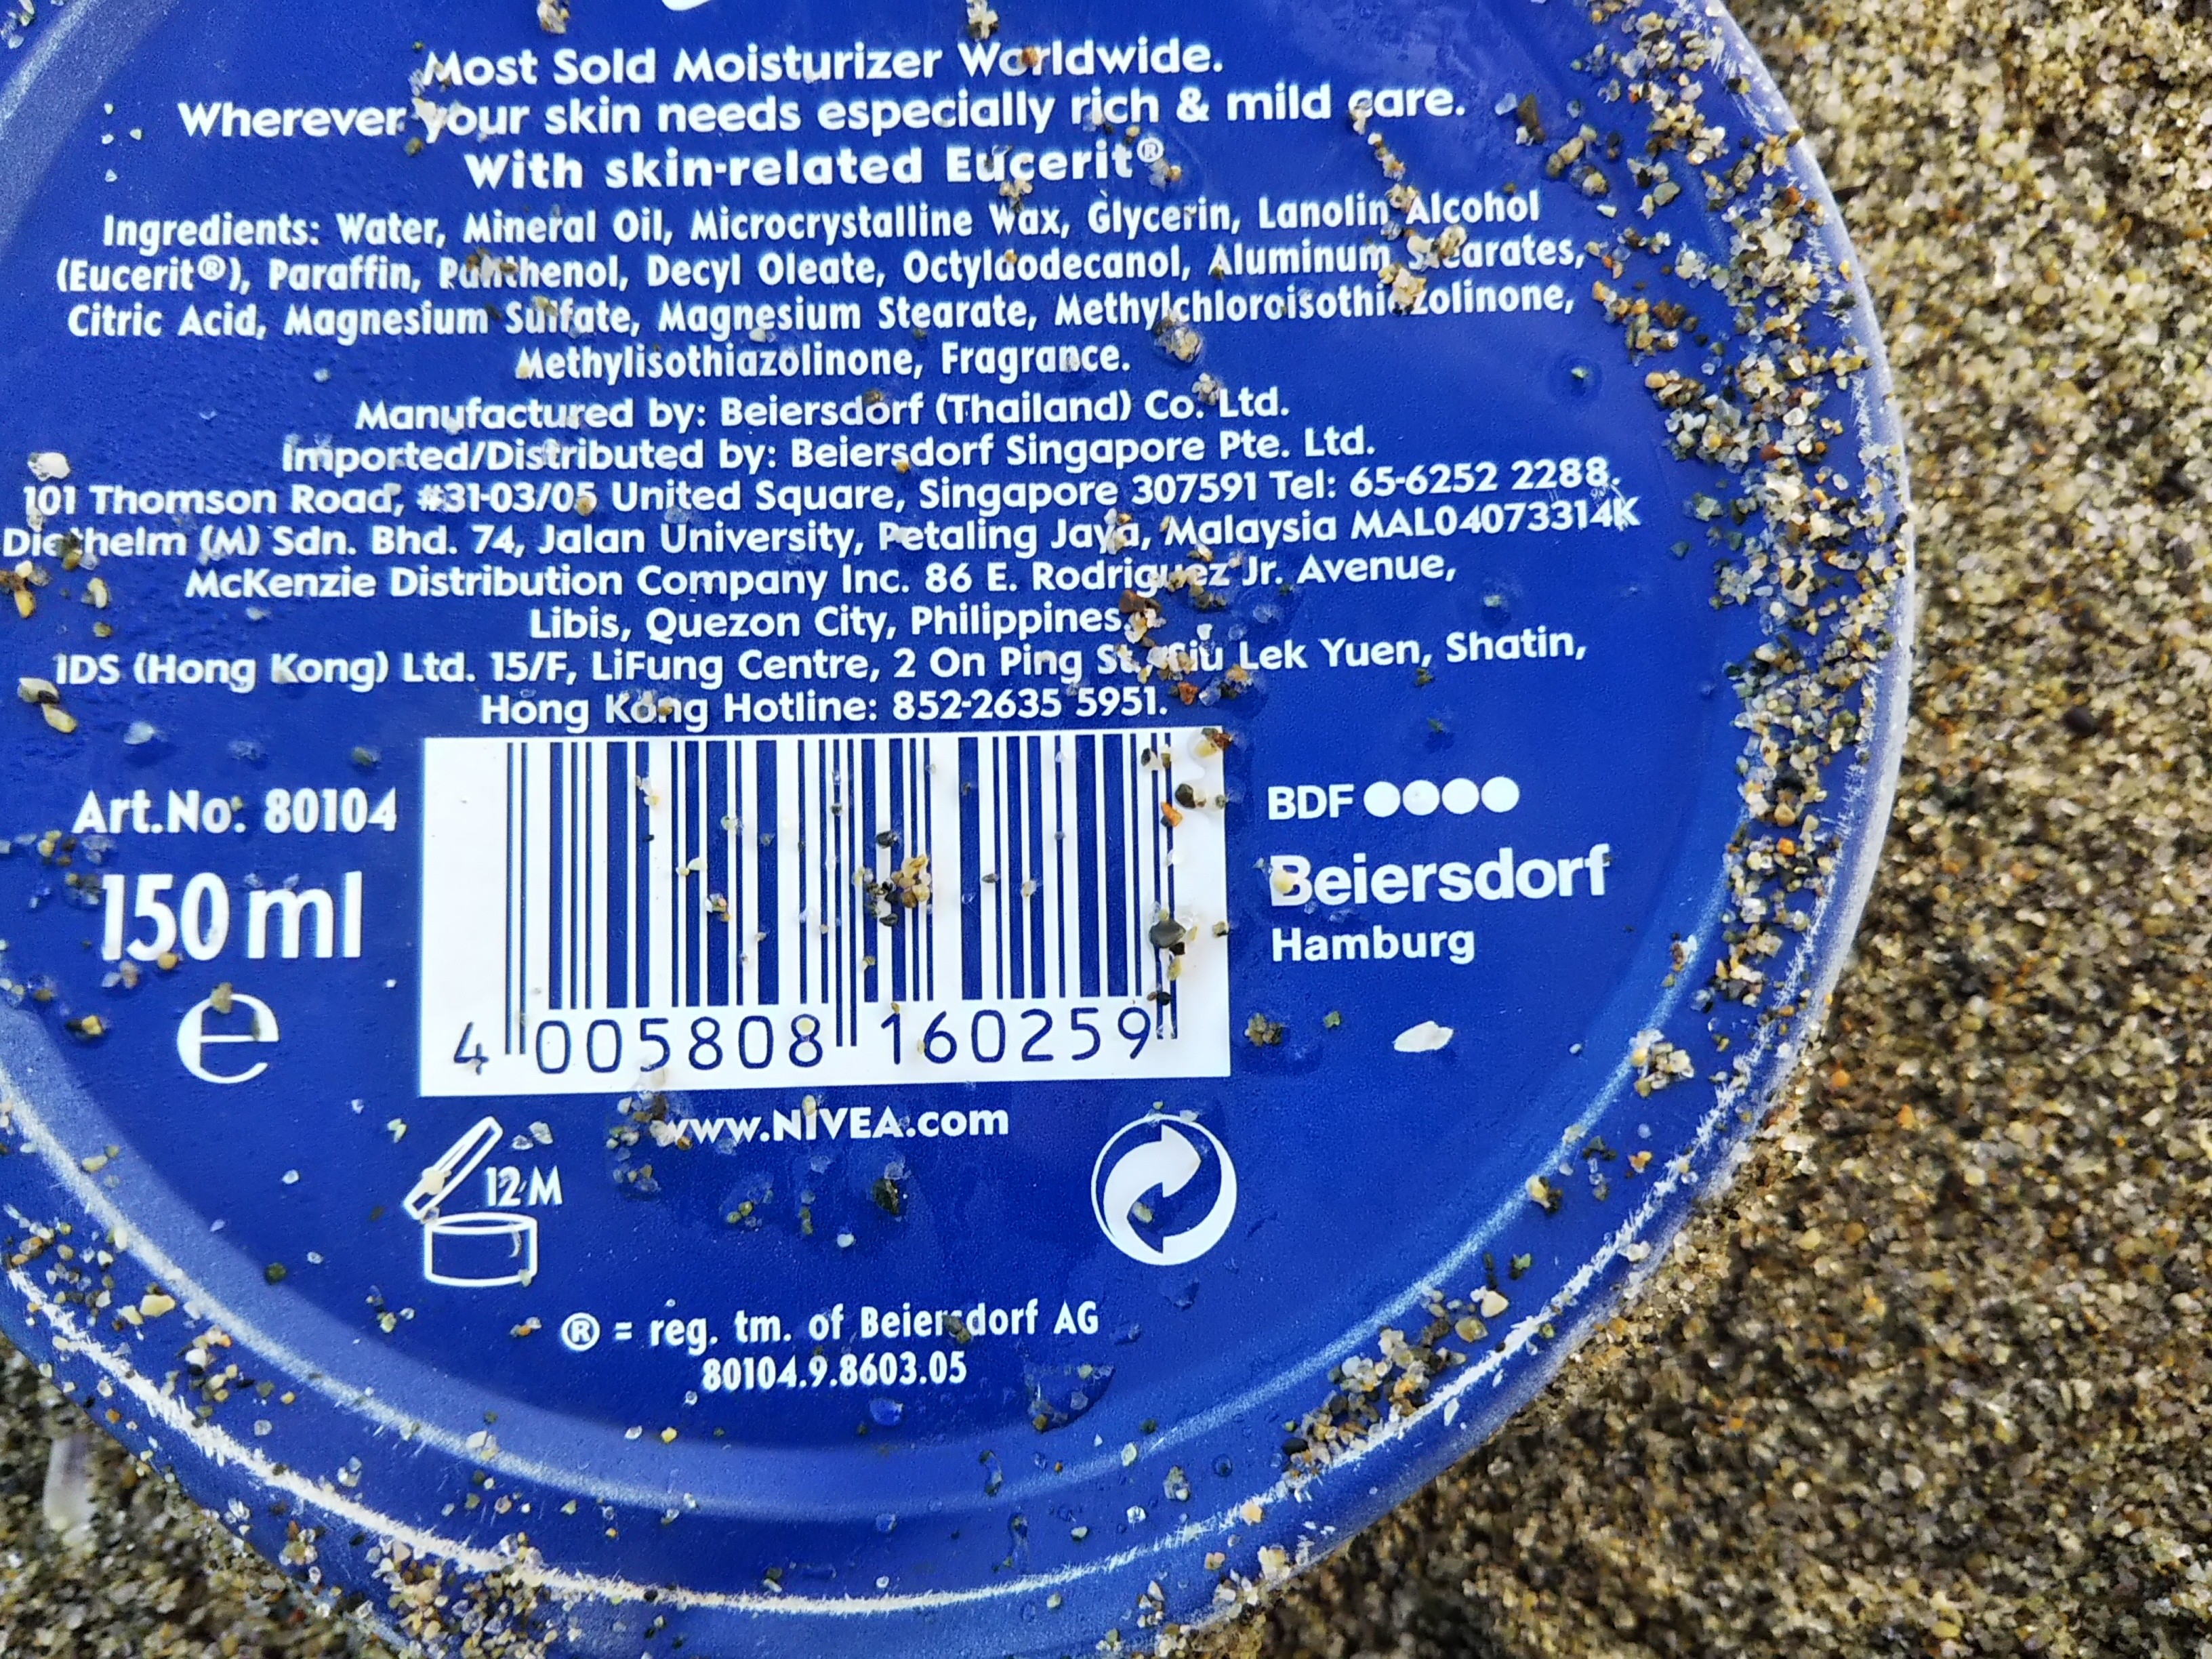 Most Sold Moisturizer Worldwide.
Wherever your skin needs especially rich & mild care.
With skin-related Eucerit®.
Ingredients: Water, Mineral Oil, Microcrystalline Wax, Glycerin, Lanolin Alcohol
(Eucerit®), Paraffin, Panthenol, Decyl Oleate, Octyldodecanol, Aluminum Stearates,
Citric Acid, Magnesium Sulfate, Magnesium Stearate, Methylchloroisothiazolinone,
Methylisothiazolinone, Fragrance.
Manufactured by: Beiersdorf (Thailand) Co. Ltd.
Imported/Distributed by: Beiersdorf Singapore Pte. Ltd.
101 Thomson Road, #31-03/05 United Square, Singapore 307591 Tel: 65-6252 2288.
Diethelm (M) Sdn. Bhd. 74, Jalan University, Petaling Jaya, Malaysia MAL04073314K
McKenzie Distribution Company Inc. 86 E. Rodriguez Jr. Avenue,
Libis, Quezon City, Philippines.
IDS (Hong Kong) Ltd. 15/F, LiFung Centre, 2 On Ping St, Siu Lek Yuen, Shatin,
Hong Kong Hotline: 852-2635 5951.
Art.No: 80104
150 ml
e
4 005808 160259
BDF
Beiersdorf
Hamburg
www.NIVEA.com
12 M
® = reg. tm. of Beiersdorf AG
80104.9.8603.05